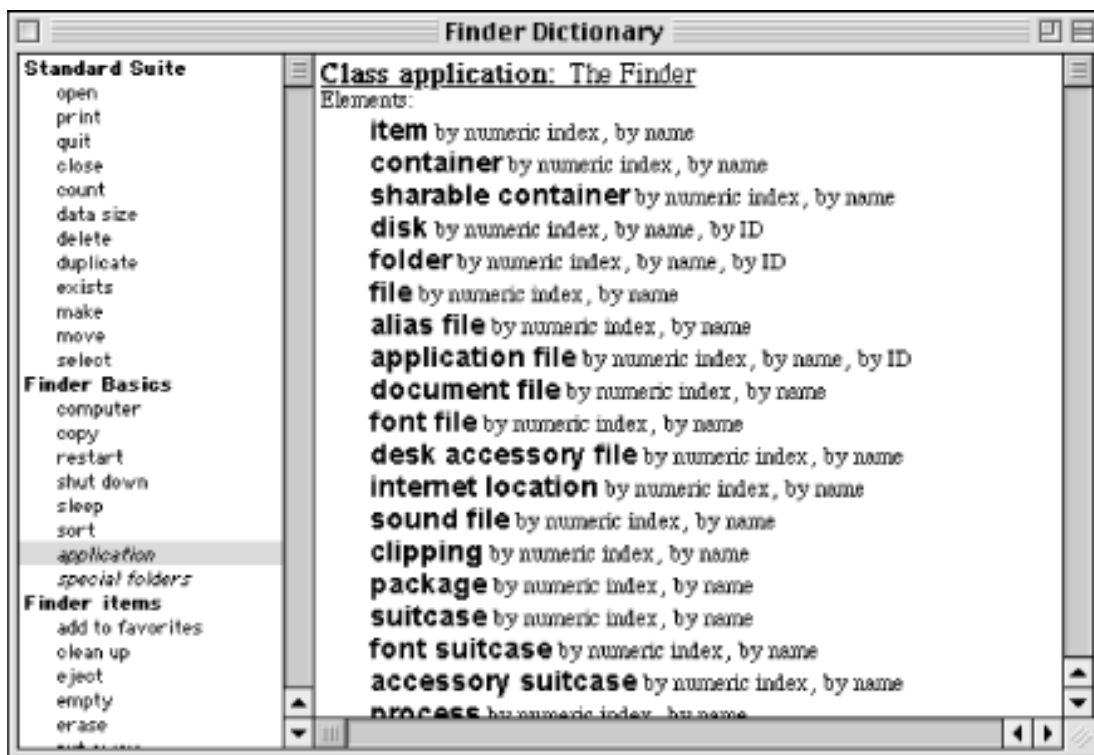 Finder Dictionary
Standard Suite
open
print
quit
close
count
data size
delete
duplicate
exists
make
move
select
Finder Basics
computer
copy
restart
shut down
sleep
sort
application
special folders
Finder items
add to favorites
clean up
eject
empty
erase
Class application: The Finder
Elements:
item by numeric index, by name
container by numeric index, by name
sharable container by numeric index, by name
disk by numeric index, by name, by ID
folder by numeric index, by name, by ID
file by numeric index, by name
alias file by numeric index, by name
application file by numeric index, by name, by ID
document file by numeric index, by name
font file by numeric index, by name
desk accessory file by numeric index, by name
internet location by numeric index, by name
sound file by numeric index, by name
clipping by numeric index, by name
package by numeric index, by name
suitcase by numeric index, by name
font suitcase by numeric index, by name
accessory suitcase by numeric index, by name
process by numeric index, by name